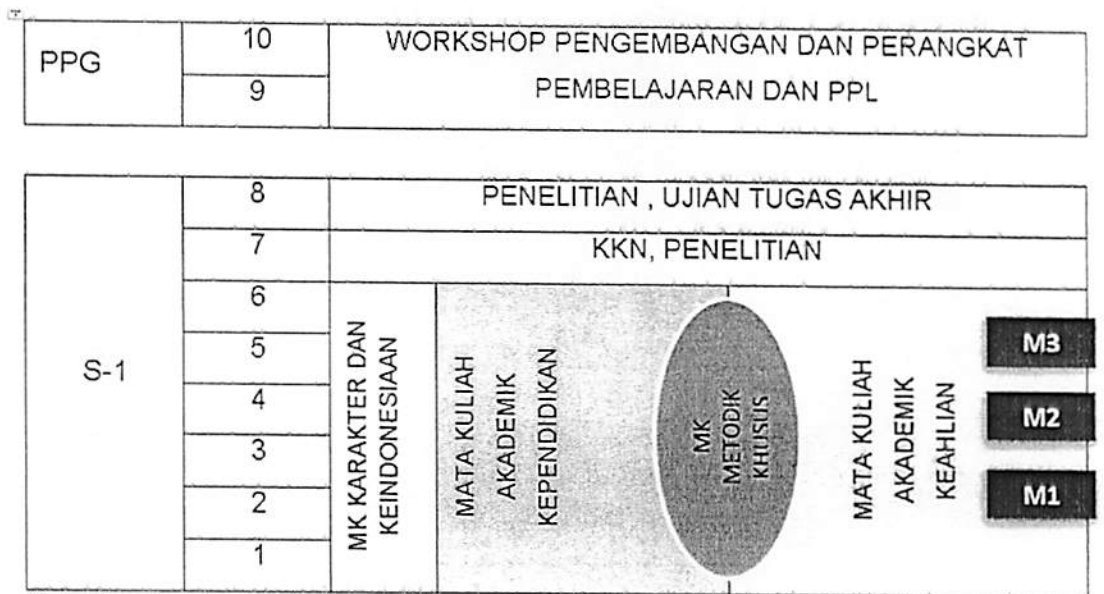 PPG
10
WORKSHOP PENGEMBANGAN DAN PERANGKAT
9
PEMBELAJARAN DAN PPL
S-1
8
PENELITIAN , UJIAN TUGAS AKHIR
7
KKN, PENELITIAN
6
5
4
3
2
1
MK KARAKTER DAN
KEINDONESIAAN
MATA KULIAH
AKADEMIK
KEPENDIDIKAN
MK
METODIK
KHUSUS
MATA KULIAH
AKADEMIK
KEAHLIAN
M3
M2
M1